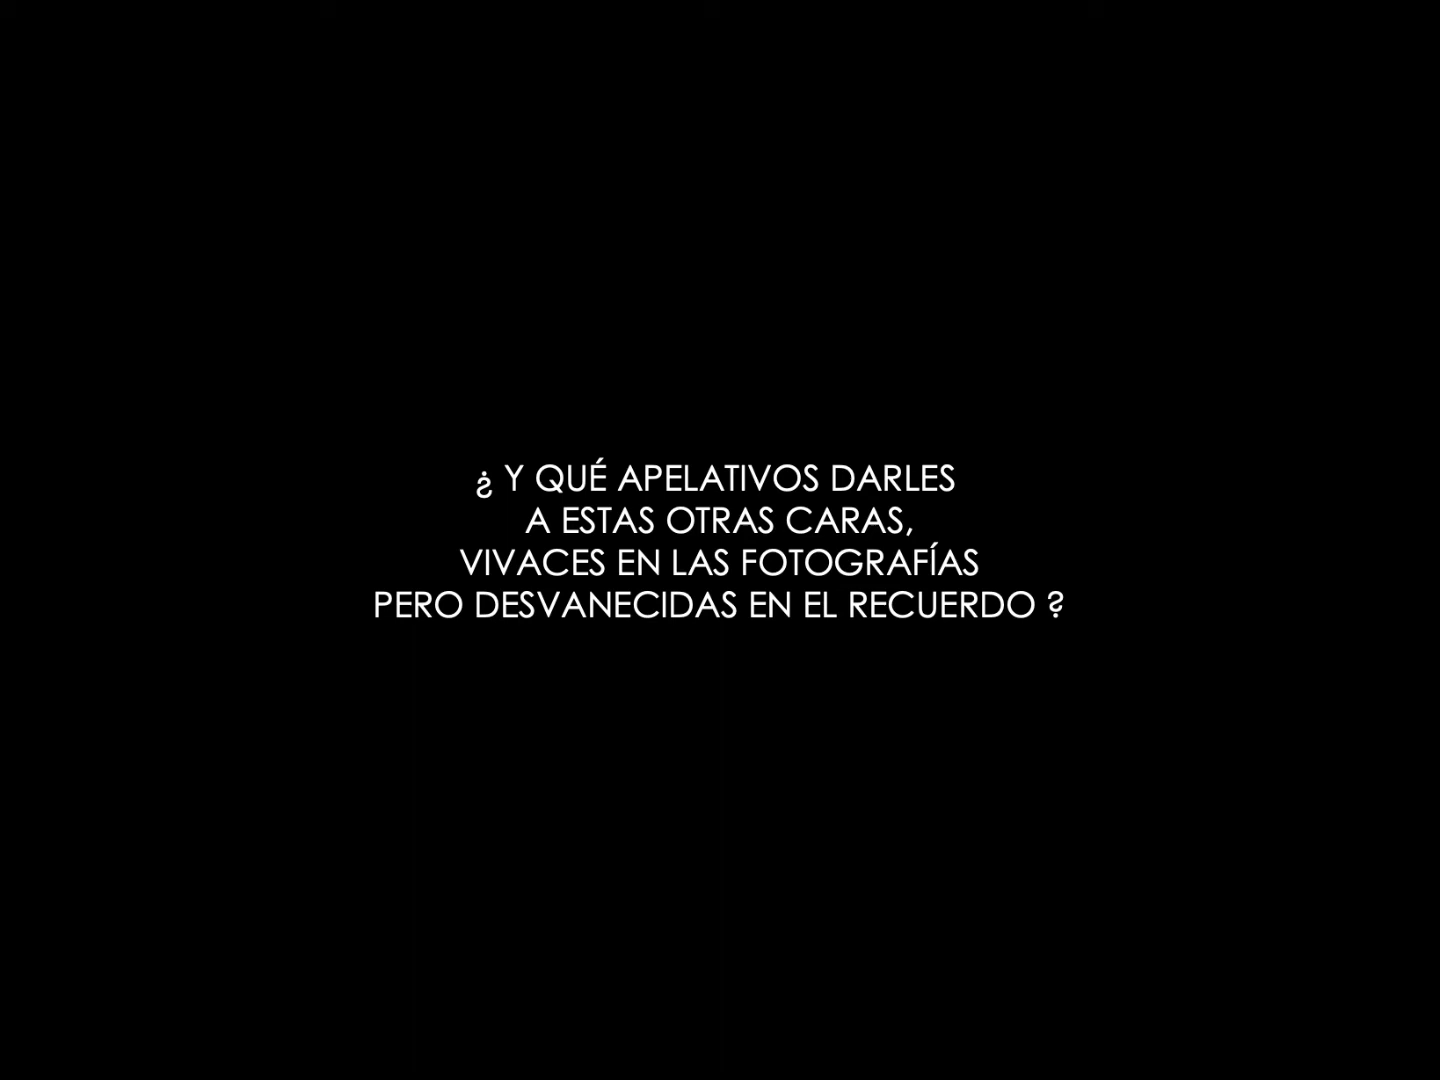 ¿ Y QUÉ APELATIVOS DARLES
A ESTAS OTRAS CARAS,
VIVACES EN LAS FOTOGRAFÍAS
PERO DESVANECIDAS EN EL RECUERDO ?